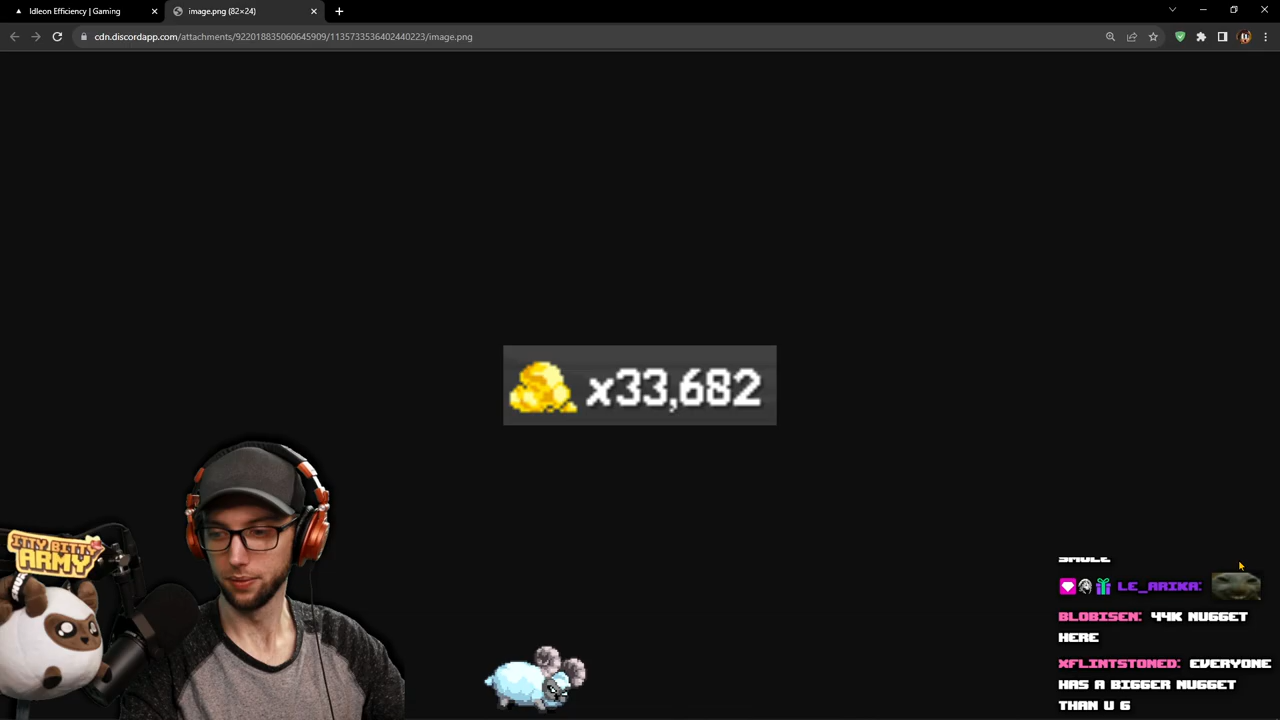 Idleon Efficiency | Gaming
image.png (82×24)
cdn.discordapp.com/attachments/922018835060645909/1135733536402440223/image.png
x33,682
ITTY BITTY
ARMY
SMOLE
LE_ARIKA:
BLOBISEN: 44K NUGGET
HERE
XFLINTSTONED: EVERYONE
HAS A BIGGER NUGGET
THAN U 6